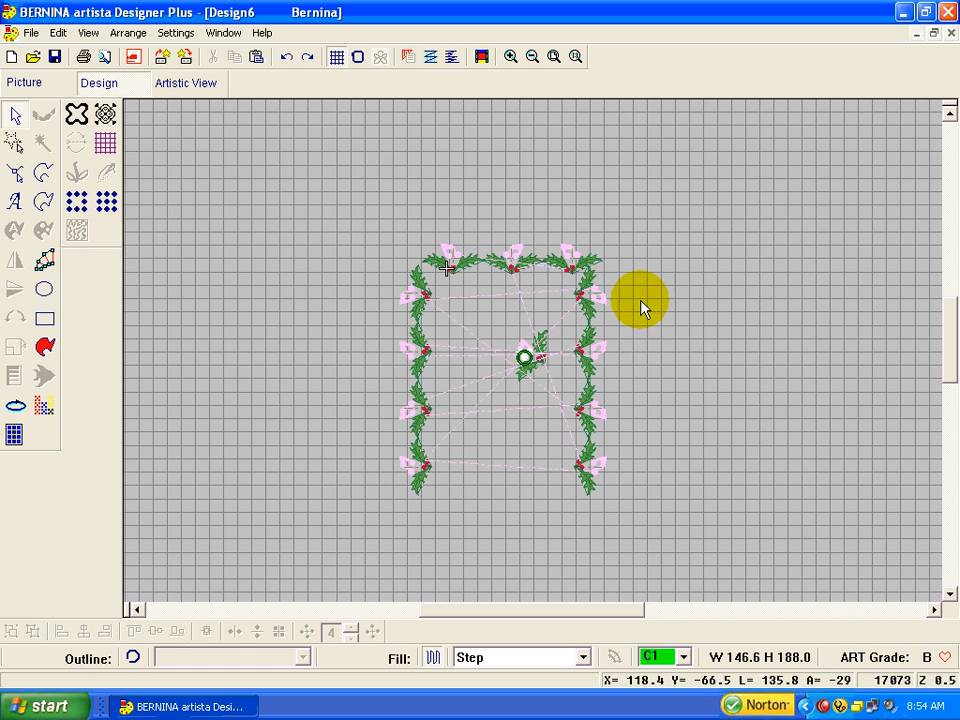 BERNINA artista Designer Plus - [Design6 Bernina]
File Edit View Arrange Settings Window Help
Picture Design Artistic View
A
4
Outline: Fill: Step C1 W 146.6 H 188.0 ART Grade: B
X= 118.4 Y= -66.5 L= 135.8 A= -29 17073 Z 0.5
start BERNINA artista Desi... Norton 8:54 AM